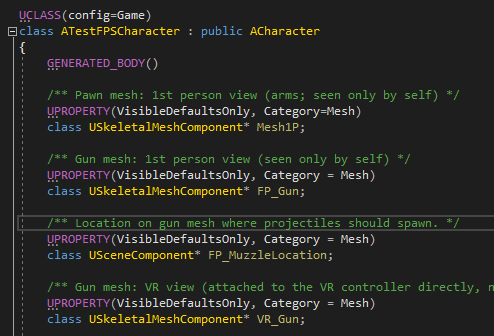 UCLASS(config=Game)
class ATestFPSCharacter : public ACharacter
{
GENERATED_BODY()
/** Pawn mesh: 1st person view (arms; seen only by self) */
UPROPERTY(VisibleDefaultsOnly, Category=Mesh)
class USkeletalMeshComponent* Mesh1P;
/** Gun mesh: 1st person view (seen only by self) */
UPROPERTY(VisibleDefaultsOnly, Category = Mesh)
class USkeletalMeshComponent* FP_Gun;
/** Location on gun mesh where projectiles should spawn. */
UPROPERTY(VisibleDefaultsOnly, Category = Mesh)
class USceneComponent* FP_MuzzleLocation;
/** Gun mesh: VR view (attached to the VR controller directly, n
UPROPERTY(VisibleDefaultsOnly, Category = Mesh)
class USkeletalMeshComponent* VR_Gun;